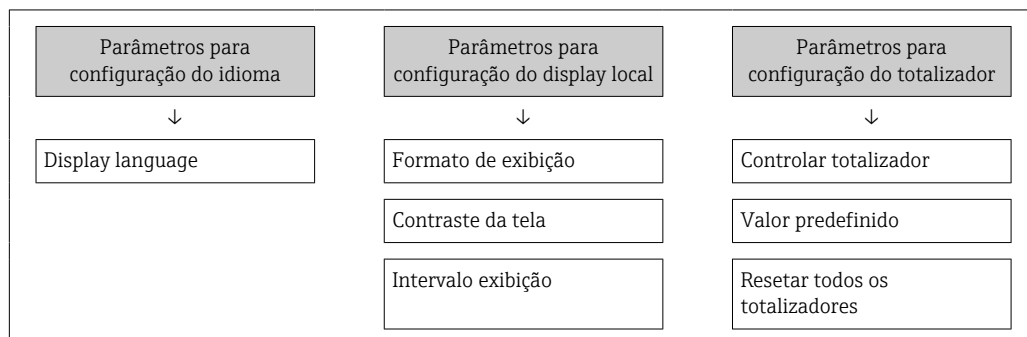 Parâmetros para
configuração do idioma
↓
Display language
Parâmetros para
configuração do display local
↓
Formato de exibição
Contraste da tela
Intervalo exibição
Parâmetros para
configuração do totalizador
↓
Controlar totalizador
Valor predefinido
Resetar todos os
totalizadores